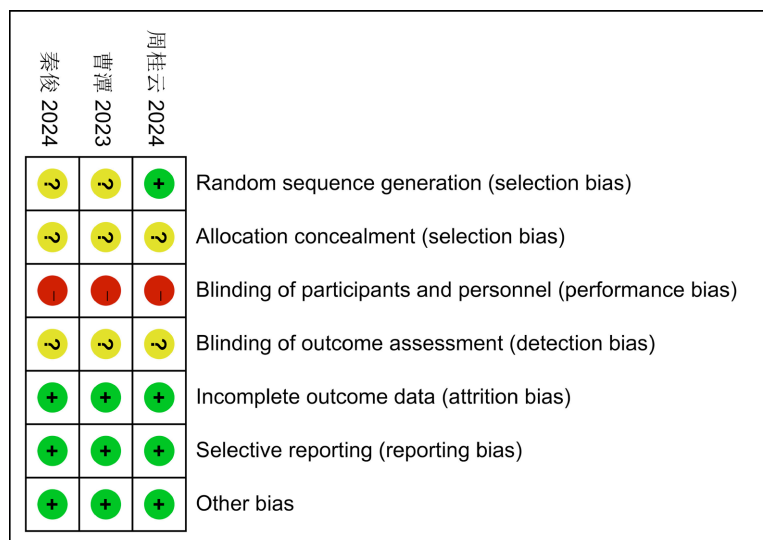 秦俊 2024
曹潭 2023
周桂云 2024
? ? + Random sequence generation (selection bias)
? ? ? Allocation concealment (selection bias)
– – – Blinding of participants and personnel (performance bias)
? ? ? Blinding of outcome assessment (detection bias)
+ + + Incomplete outcome data (attrition bias)
+ + + Selective reporting (reporting bias)
+ + + Other bias